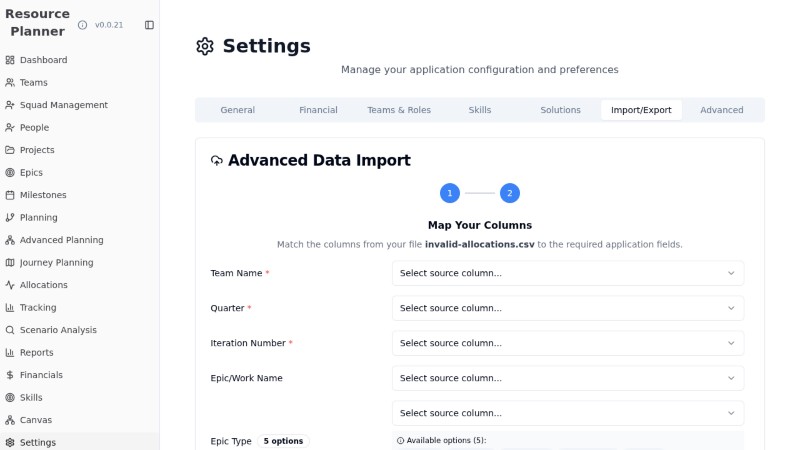 Resource
Planner
v0.0.21
Dashboard
Teams
Squad Management
People
Projects
Epics
Milestones
Planning
Advanced Planning
Journey Planning
Allocations
Tracking
Scenario Analysis
Reports
Financials
Skills
Canvas
Settings
Settings
Manage your application configuration and preferences
General Financial Teams & Roles Skills Solutions Import/Export Advanced
Advanced Data Import
1 2
Map Your Columns
Match the columns from your file invalid-allocations.csv to the required application fields.
Team Name * Select source column...
Quarter * Select source column...
Iteration Number * Select source column...
Epic/Work Name Select source column...
Select source column...
Epic Type 5 options Available options (5):